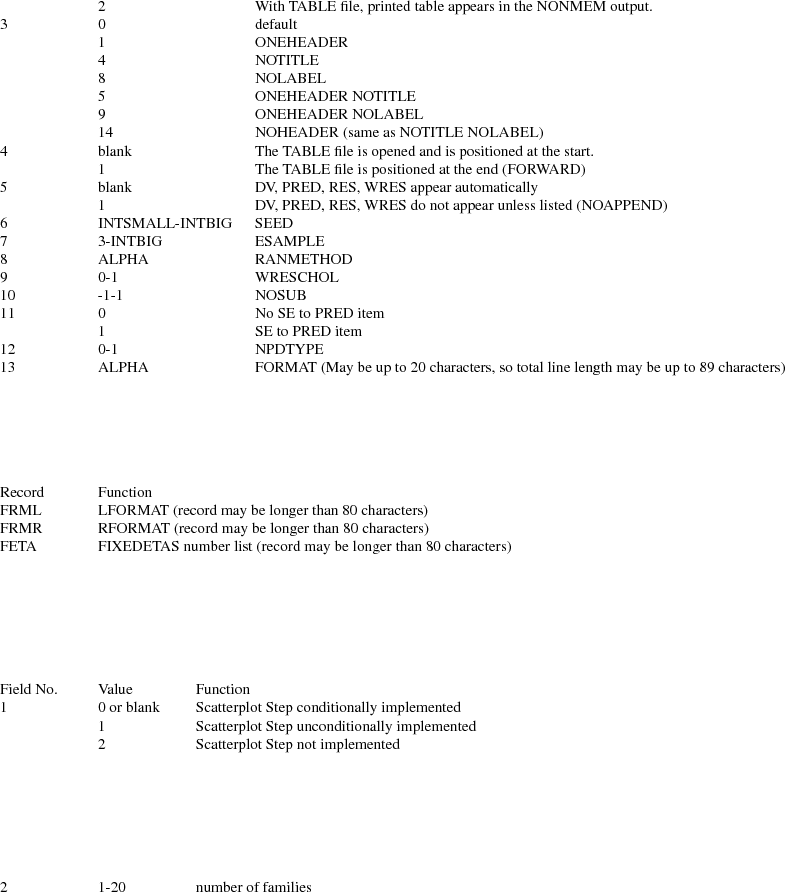 2 With TABLE file, printed table appears in the NONMEM output.
3 0 default
1 ONEHEADER
4 NOTITLE
8 NOLABEL
5 ONEHEADER NOTITLE
9 ONEHEADER NOLABEL
14 NOHEADER (same as NOTITLE NOLABEL)
4 blank The TABLE file is opened and is positioned at the start.
1 The TABLE file is positioned at the end (FORWARD)
5 blank DV, PRED, RES, WRES appear automatically
1 DV, PRED, RES, WRES do not appear unless listed (NOAPPEND)
6 INTSMALL-INTBIG SEED
7 3-INTBIG ESAMPLE
8 ALPHA RANMETHOD
9 0-1 WRESCHOL
10 -1-1 NOSUB
11 0 No SE to PRED item
1 SE to PRED item
12 0-1 NPDTYPE
13 ALPHA FORMAT (May be up to 20 characters, so total line length may be up to 89 characters)
Record Function
FRML LFORMAT (record may be longer than 80 characters)
FRMR RFORMAT (record may be longer than 80 characters)
FETA FIXEDETAS number list (record may be longer than 80 characters)
Field No. Value Function
1 0 or blank Scatterplot Step conditionally implemented
1 Scatterplot Step unconditionally implemented
2 Scatterplot Step not implemented
2 1-20 number of families